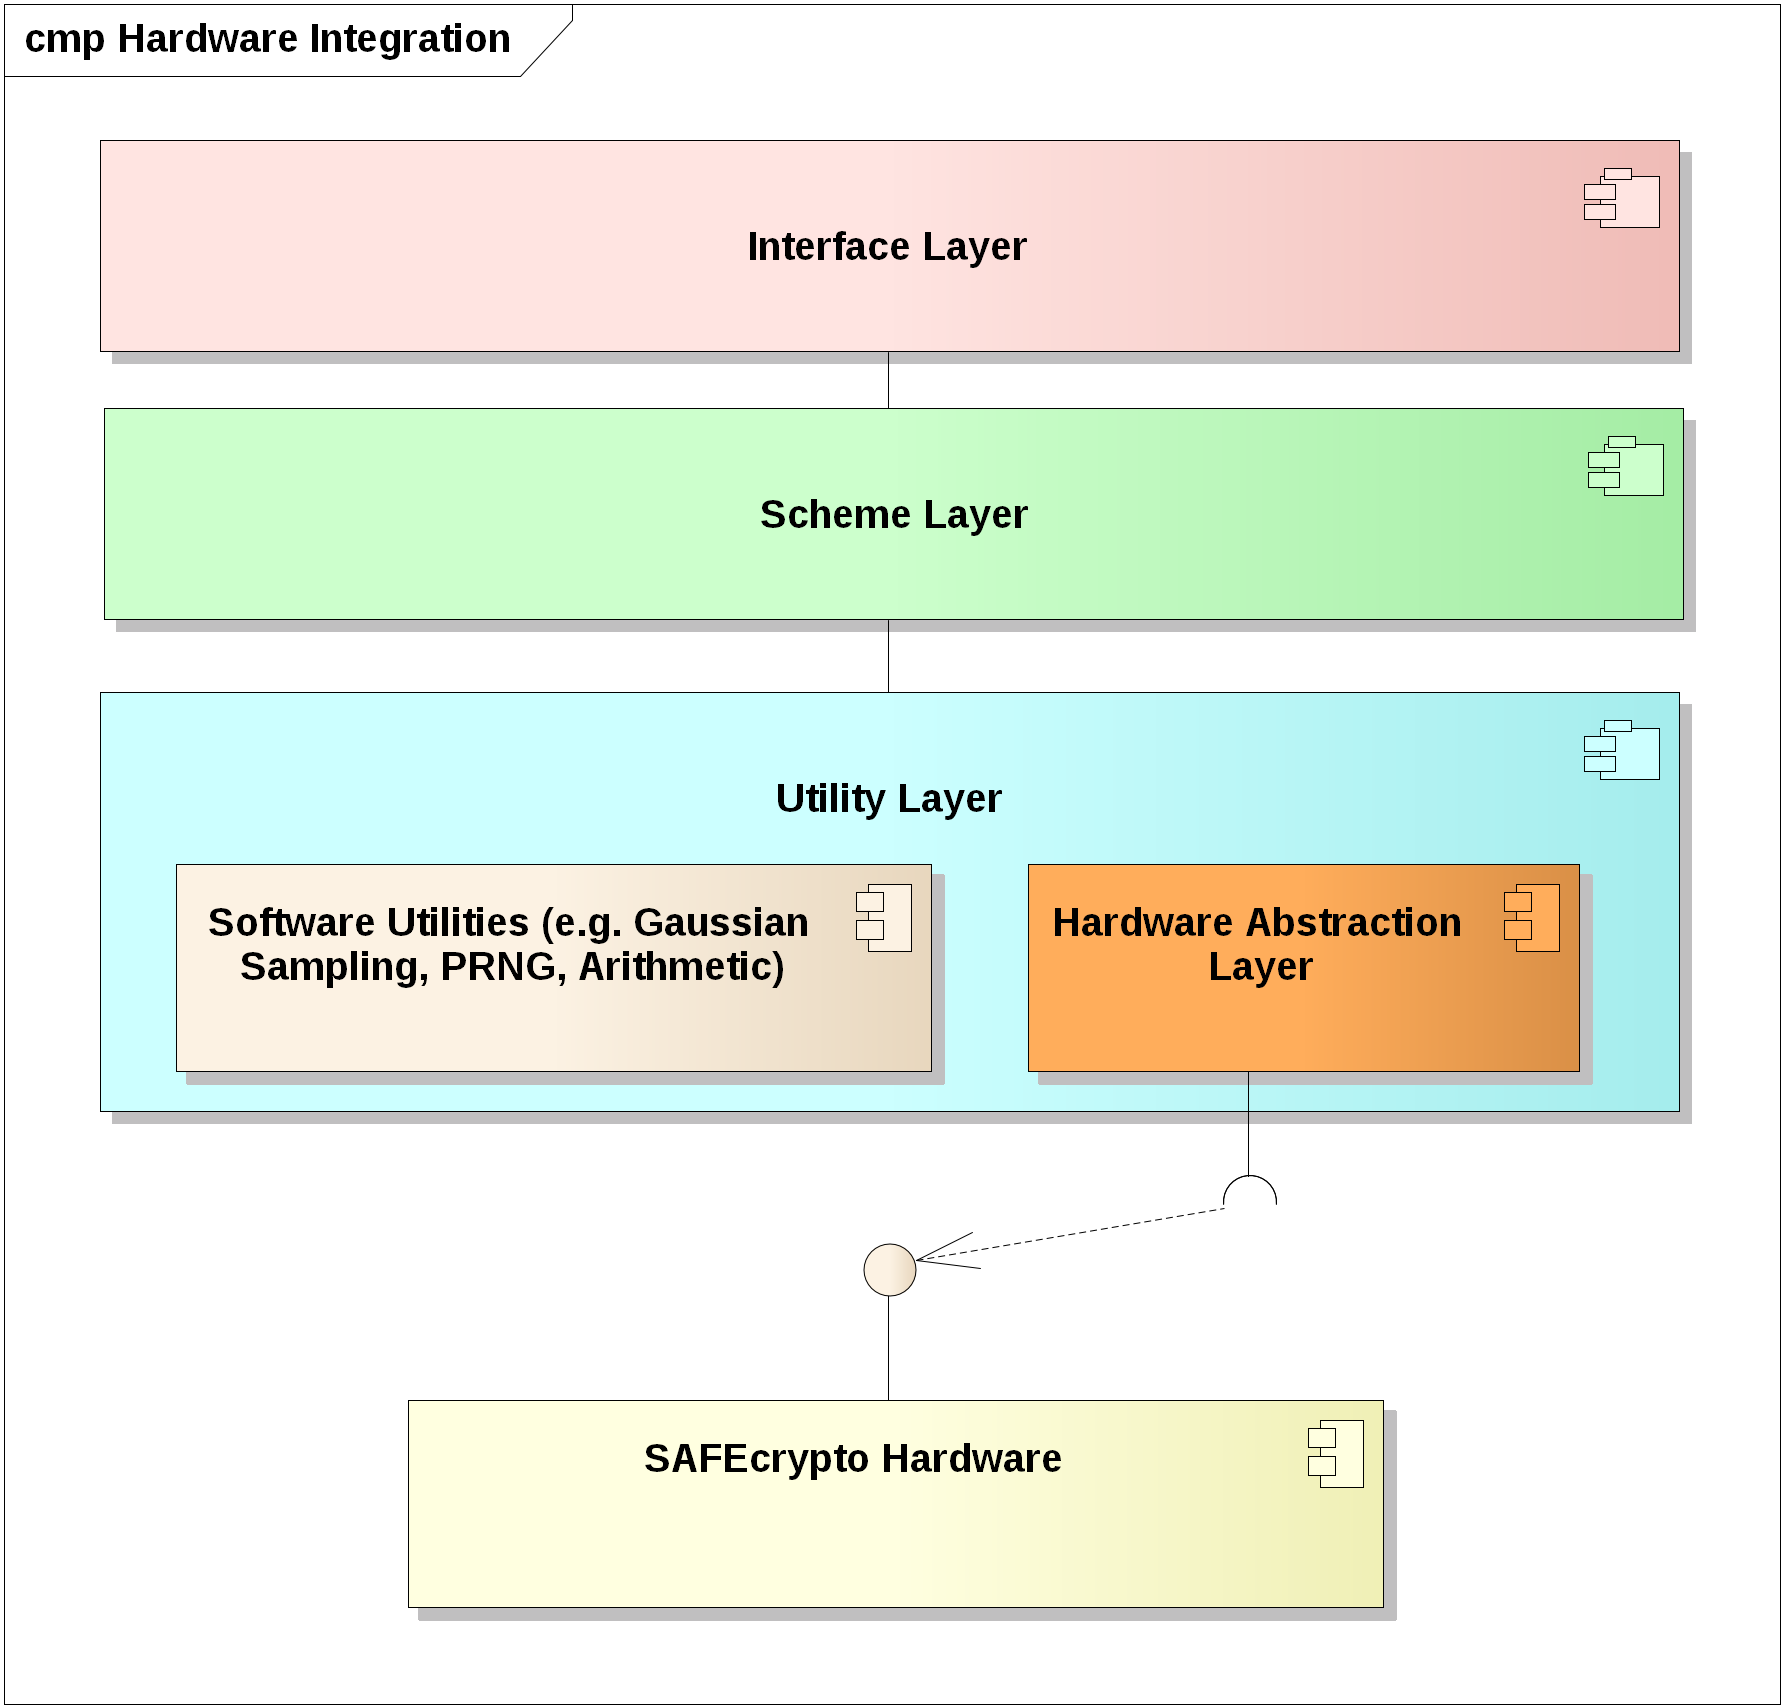 cmp Hardware Integration
Interface Layer
Scheme Layer
Utility Layer
Software Utilities (e.g. Gaussian
Sampling, PRNG, Arithmetic)
Hardware Abstraction
Layer
SAFEcrypto Hardware